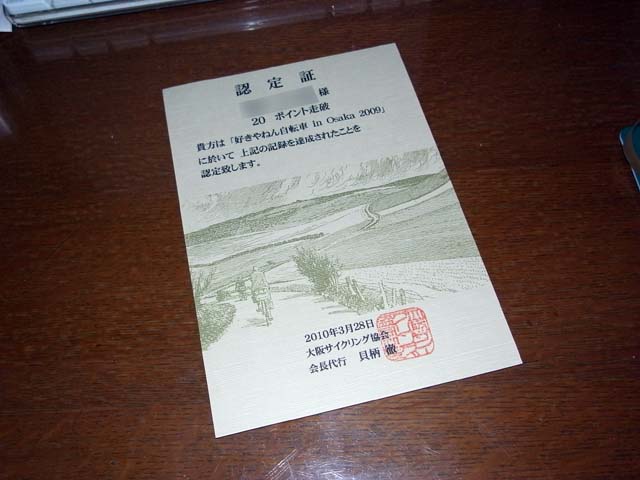 認定証
様
20 ポイント走破
貴方は「好きやねん自転車 in Osaka 2009」
に於いて 上記の記録を達成されたことを
認定致します。
2010年3月28日
大阪サイクリング協会
会長代行 貝柄 徹